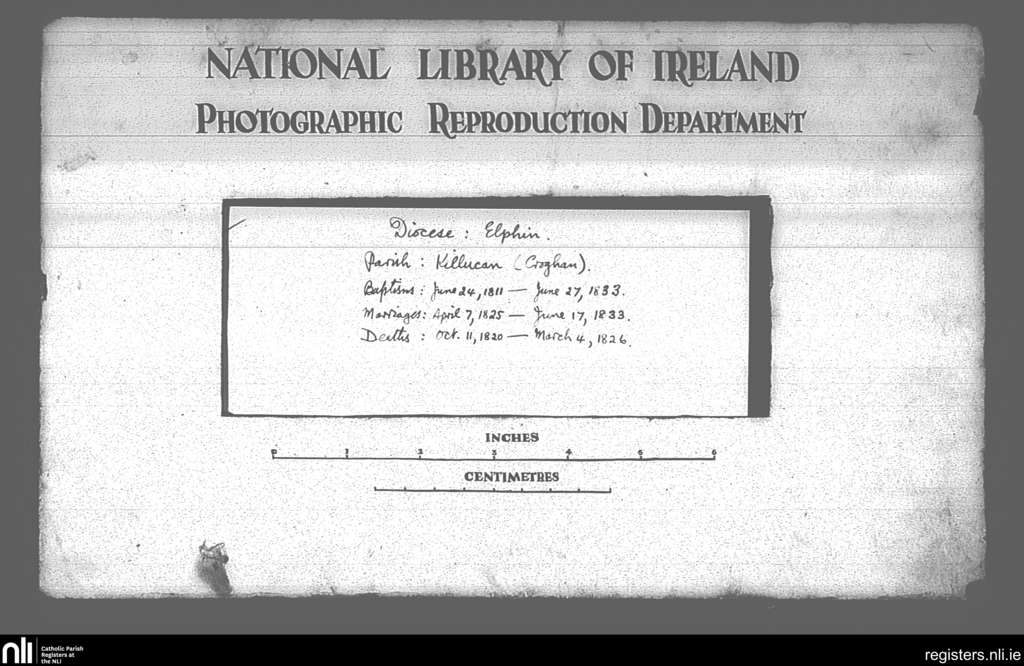 NATIONAL LIBRARY OF IRELAND
PHOTOGRAPHIC REPRODUCTION DEPARTMENT
Diocese : Elphin.
Parish : Killucan (Croghan).
Baptisms : June 24, 1811 — June 27, 1833.
Marriages : April 7, 1825 — June 17, 1833.
Deaths : Oct. 11, 1820 — March 4, 1826.
INCHES
0 1 2 3 4 5 6
CENTIMETRES
nli Catholic Parish
Registers at
the NLI
registers.nli.ie